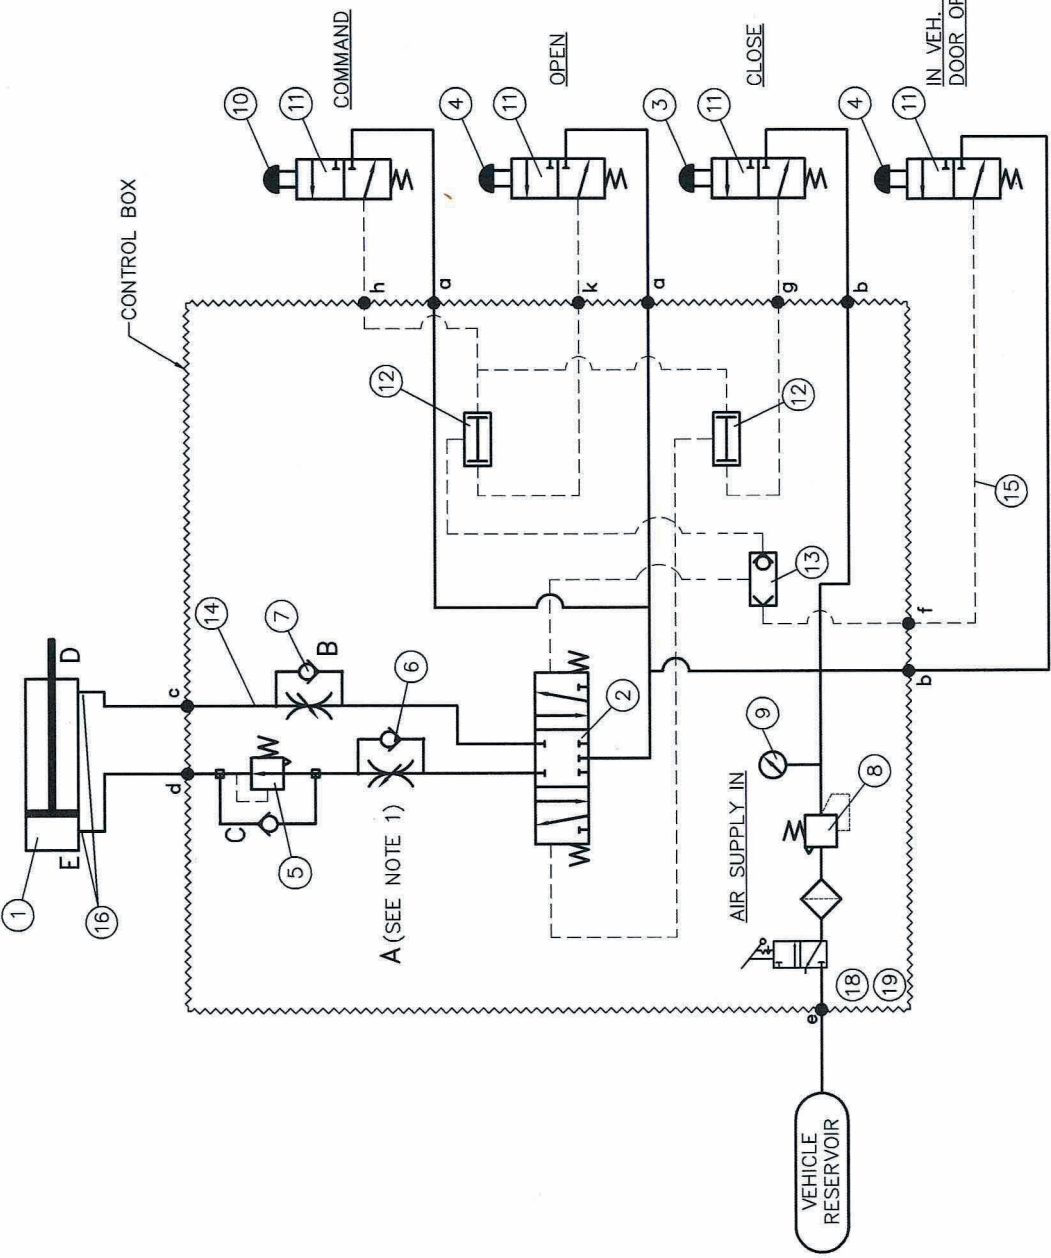 CONTROL BOX
COMMAND
OPEN
CLOSE
IN VEH.
DOOR
10
11
4
11
3
11
4
11
h
a
k
a
g
b
12
12
15
13
f
b
1
16
E
D
d
c
14
7
B
6
C
5
A (SEE NOTE 1)
2
9
8
AIR SUPPLY IN
18
19
e
VEHICLE
RESERVOIR